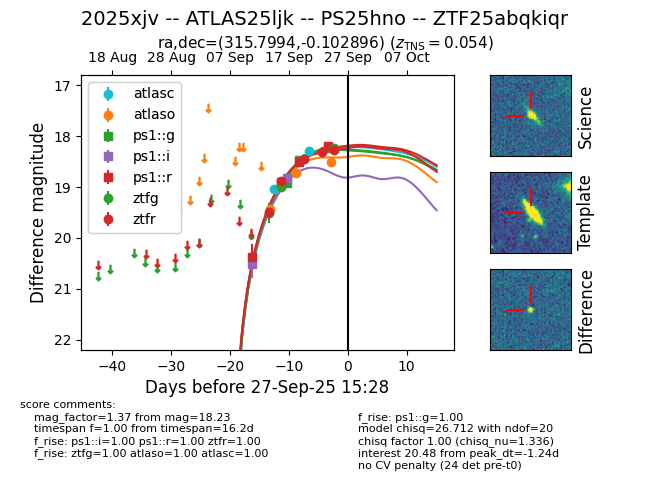 2025xjv -- ATLAS25ljk -- PS25hno -- ZTF25abqkiqr
ra,dec=(315.7994,-0.102896) (z_TNS = 0.054)
18 Aug 28 Aug 07 Sep 17 Sep 27 Sep 07 Oct
atlasc
atlaso
ps1::g
ps1::i
ps1::r
ztfg
ztfr
17
18
19
20
21
22
Difference magnitude
−40 −30 −20 −10 0 10
Days before 27-Sep-25 15:28
Science
Template
Difference
score comments:
mag_factor=1.37 from mag=18.23
timespan f=1.00 from timespan=16.2d
f_rise: ps1::i=1.00 ps1::r=1.00 ztfr=1.00
f_rise: ztfg=1.00 atlaso=1.00 atlasc=1.00
f_rise: ps1::g=1.00
model chisq=26.712 with ndof=20
chisq factor 1.00 (chisq_nu=1.336)
interest 20.48 from peak_dt=-1.24d
no CV penalty (24 det pre-t0)